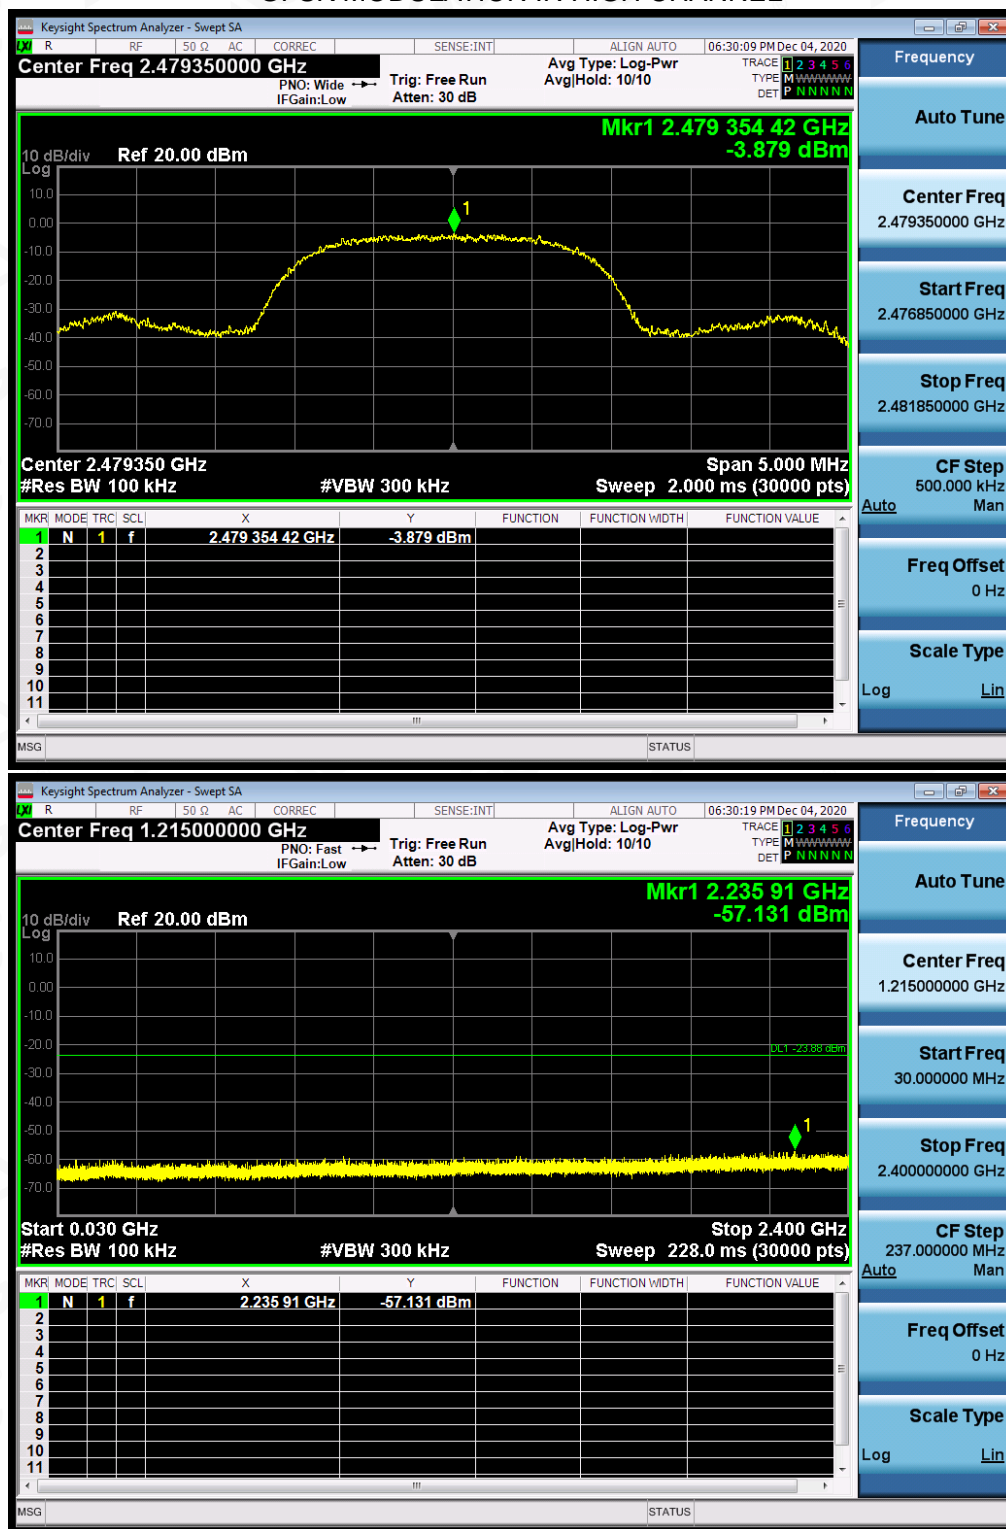 MODULATION IN HIGH CHANNEL
Keysight Spectrum Analyzer - Swept SA
LXI R RF 50 Ω AC CORREC SENSE:INT ALIGN AUTO 06:30:09 PM Dec 04, 2020
Center Freq 2.479350000 GHz
PNO: Wide
IFGain:Low
Trig: Free Run
Atten: 30 dB
Avg Type: Log-Pwr
Avg|Hold: 10/10
TRACE 1 2 3 4 5 6
TYPE M WWWWW
DET P N N N N N
Mkr1 2.479 354 42 GHz
-3.879 dBm
10 dB/div Ref 20.00 dBm
Log
10.0
0.00
-10.0
-20.0
-30.0
-40.0
-50.0
-60.0
-70.0
1
Center 2.479350 GHz Span 5.000 MHz
#Res BW 100 kHz #VBW 300 kHz Sweep 2.000 ms (30000 pts)
MKR MODE TRC SCL X Y FUNCTION FUNCTION WIDTH FUNCTION VALUE
1 N 1 f 2.479 354 42 GHz -3.879 dBm
2
3
4
5
6
7
8
9
10
11
MSG STATUS
Frequency
Auto Tune
Center Freq
2.479350000 GHz
Start Freq
2.476850000 GHz
Stop Freq
2.481850000 GHz
CF Step
500.000 kHz
Auto Man
Freq Offset
0 Hz
Scale Type
Log Lin
Keysight Spectrum Analyzer - Swept SA
LXI R RF 50 Ω AC CORREC SENSE:INT ALIGN AUTO 06:30:19 PM Dec 04, 2020
Center Freq 1.215000000 GHz
PNO: Fast
IFGain:Low
Trig: Free Run
Atten: 30 dB
Avg Type: Log-Pwr
Avg|Hold: 10/10
TRACE 1 2 3 4 5 6
TYPE M WWWWW
DET P N N N N N
Mkr1 2.235 91 GHz
-57.131 dBm
10 dB/div Ref 20.00 dBm
Log
10.0
0.00
-10.0
-20.0
-30.0
-40.0
-50.0
-60.0
-70.0
DL1 -23.88 dBm
1
Start 0.030 GHz Stop 2.400 GHz
#Res BW 100 kHz #VBW 300 kHz Sweep 228.0 ms (30000 pts)
MKR MODE TRC SCL X Y FUNCTION FUNCTION WIDTH FUNCTION VALUE
1 N 1 f 2.235 91 GHz -57.131 dBm
2
3
4
5
6
7
8
9
10
11
MSG STATUS
Frequency
Auto Tune
Center Freq
1.215000000 GHz
Start Freq
30.000000 MHz
Stop Freq
2.400000000 GHz
CF Step
237.000000 MHz
Auto Man
Freq Offset
0 Hz
Scale Type
Log Lin